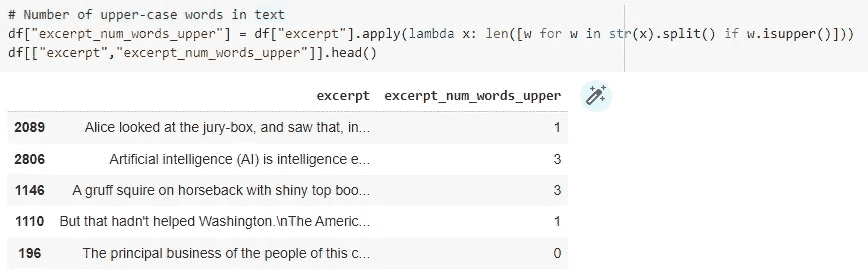 # Number of upper-case words in text
df["excerpt_num_words_upper"] = df["excerpt"].apply(lambda x: len([w for w in str(x).split() if w.isupper()]))
df[["excerpt","excerpt_num_words_upper"]].head()
excerpt excerpt_num_words_upper
2089 Alice looked at the jury-box, and saw that, in... 1
2806 Artificial intelligence (AI) is intelligence e... 3
1146 A gruff squire on horseback with shiny top boo... 3
1110 But that hadn't helped Washington.\nThe Americ... 1
196 The principal business of the people of this c... 0